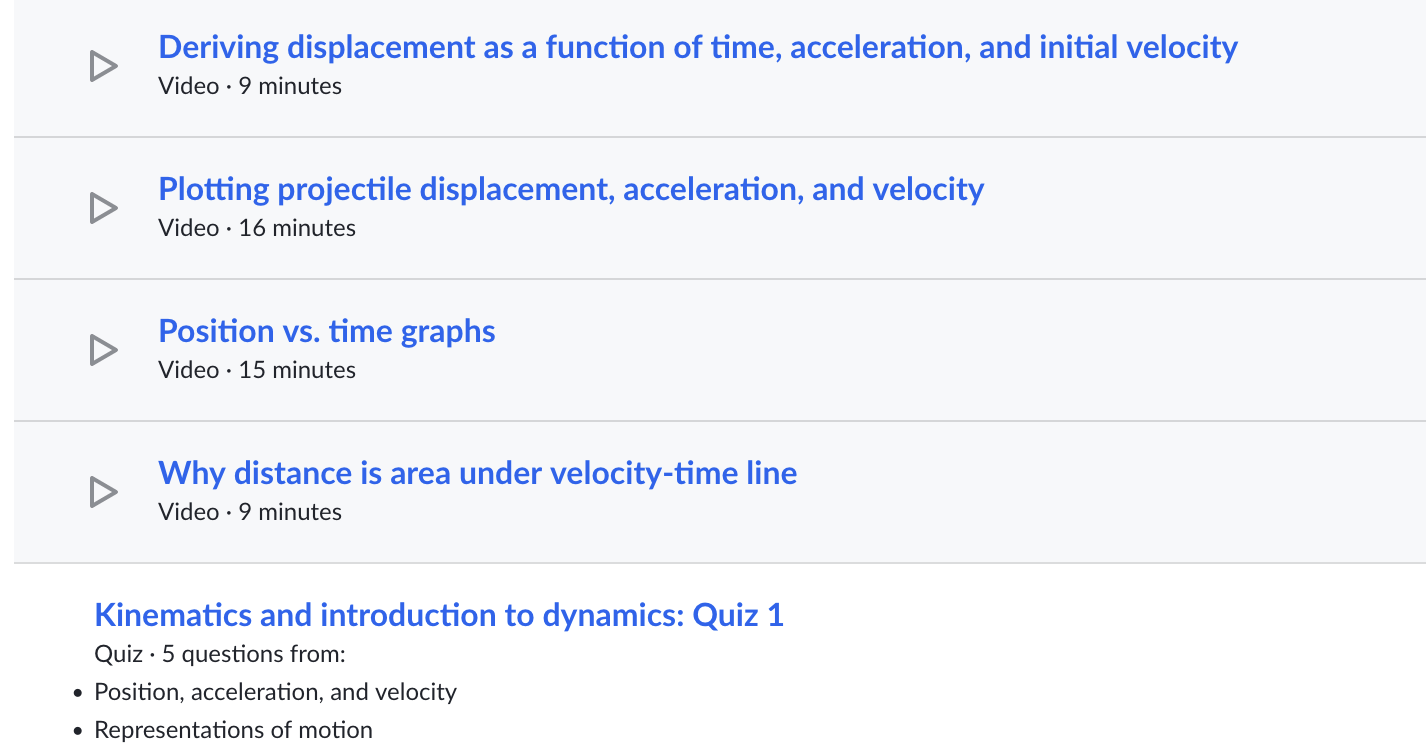 Deriving displacement as a function of time, acceleration, and initial velocity
Video · 9 minutes
Plotting projectile displacement, acceleration, and velocity
Video · 16 minutes
Position vs. time graphs
Video · 15 minutes
Why distance is area under velocity-time line
Video · 9 minutes
Kinematics and introduction to dynamics: Quiz 1
Quiz · 5 questions from:
• Position, acceleration, and velocity
• Representations of motion